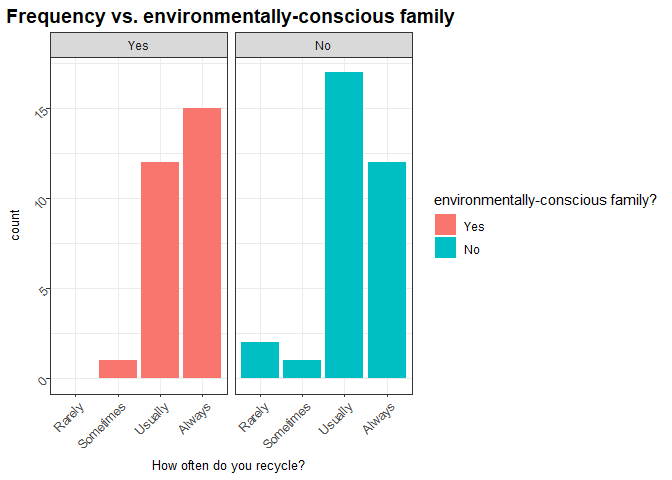 Frequency vs. environmentally-conscious family
Yes
No
15
10
5
0
count
Rarely
Sometimes
Usually
Always
Rarely
Sometimes
Usually
Always
How often do you recycle?
environmentally-conscious family?
Yes
No